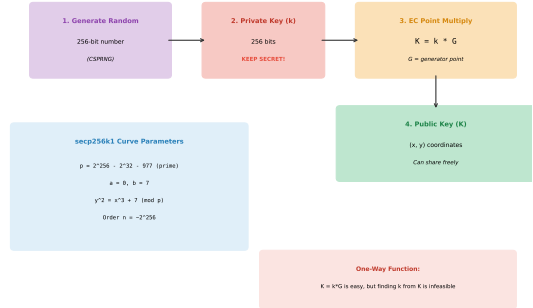 1. Generate Random
256-bit number
(CSPRNG)
2. Private Key (k)
256 bits
KEEP SECRET!
3. EC Point Multiply
K = k * G
G = generator point
4. Public Key (K)
(x, y) coordinates
Can share freely
secp256k1 Curve Parameters
p = 2^256 - 2^32 - 977 (prime)
a = 0, b = 7
y^2 = x^3 + 7 (mod p)
Order n = ~2^256
One-Way Function:
K = k*G is easy, but finding k from K is infeasible